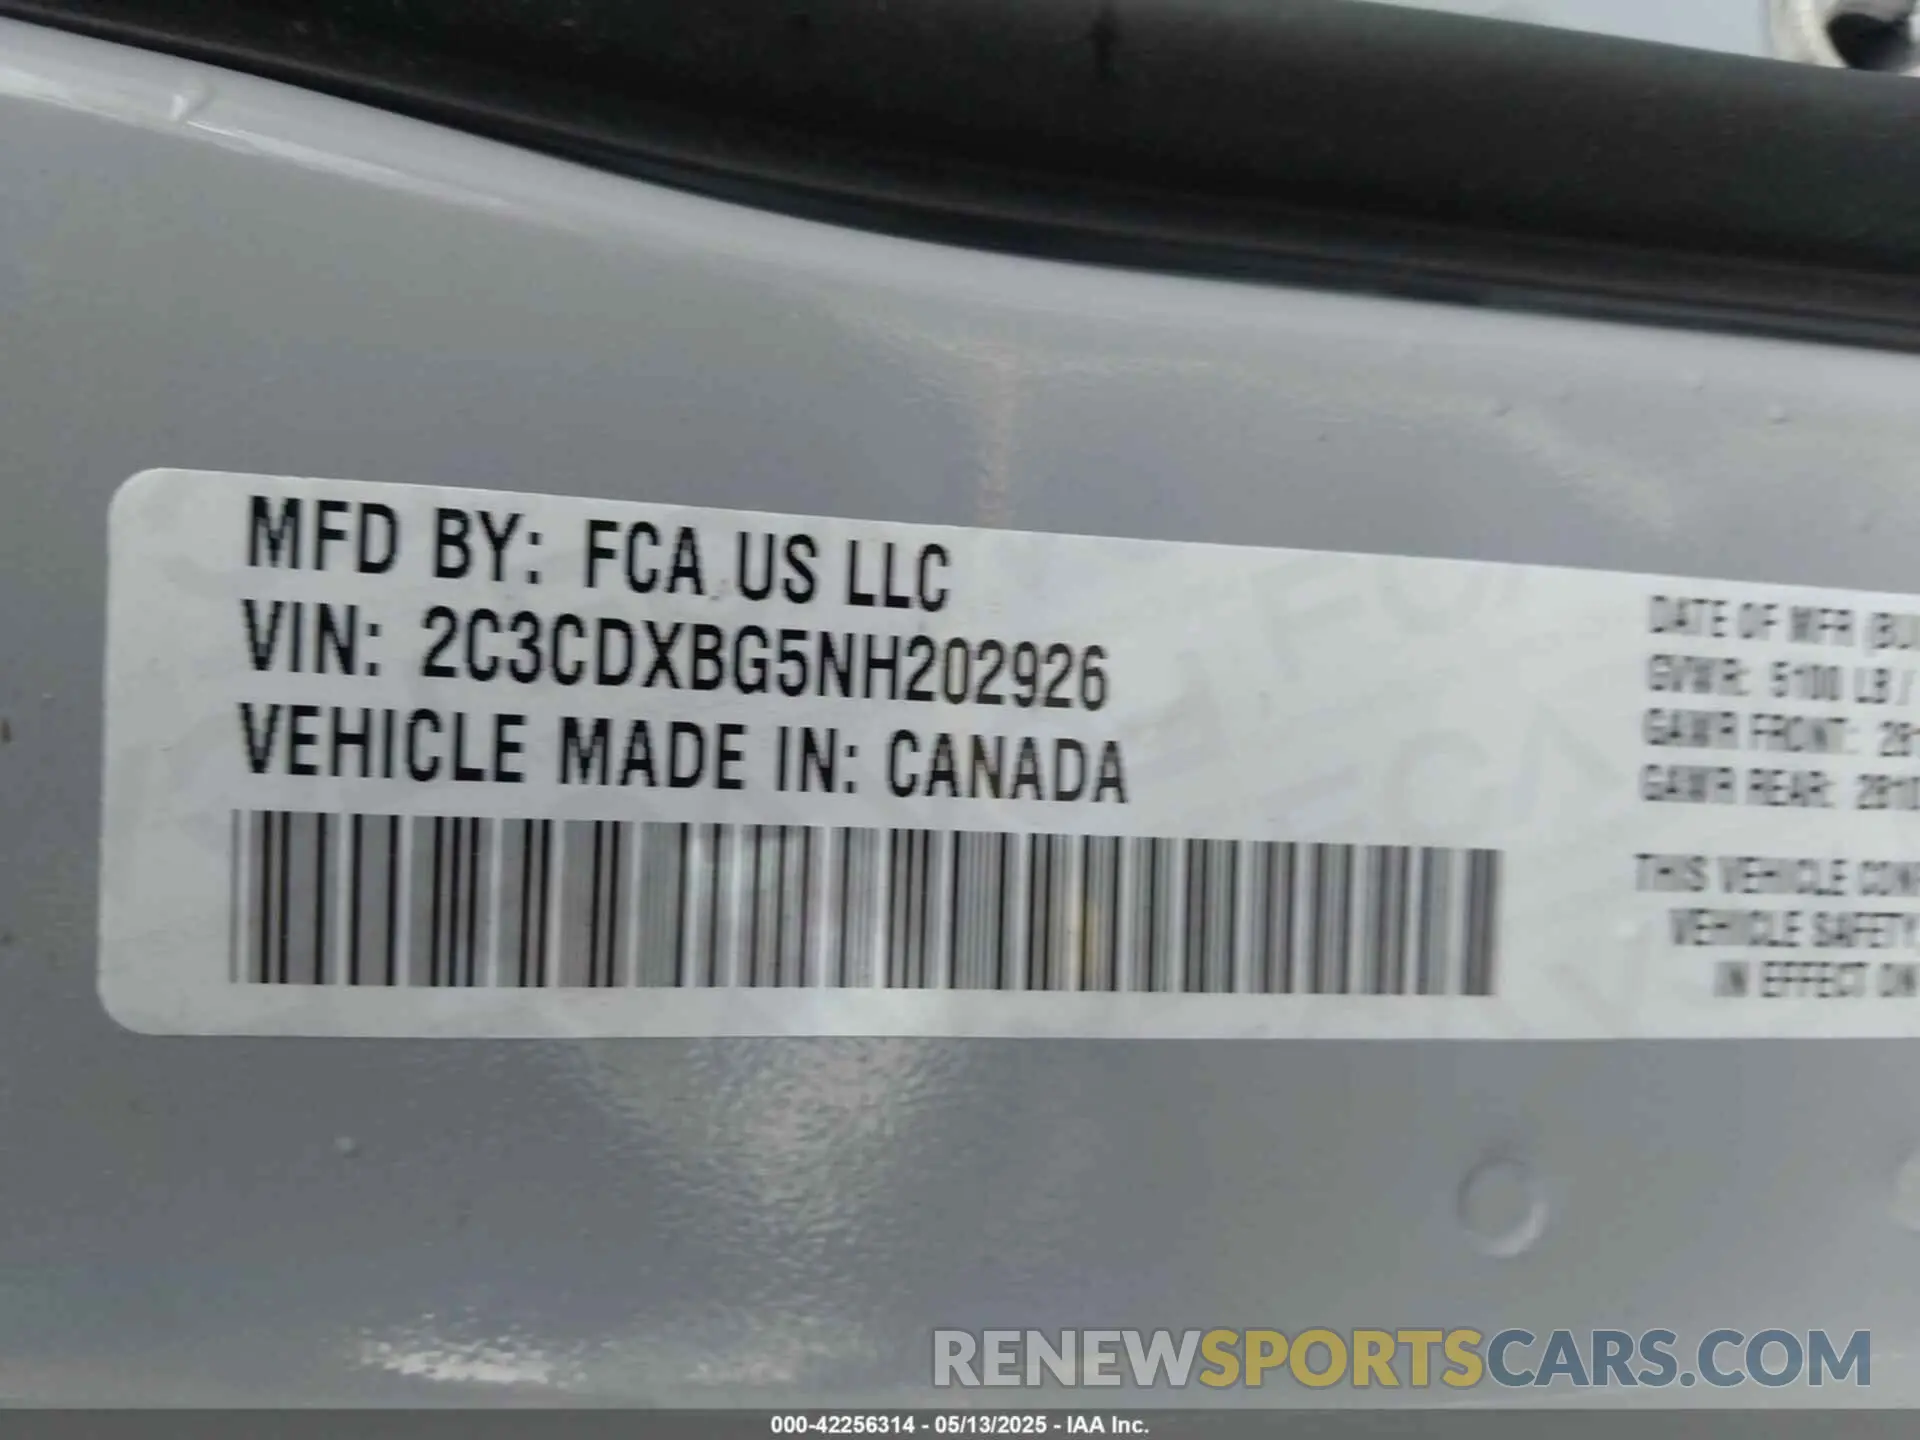 MFD BY: FCA US LLC
VIN: 2C3CDXBG5NH202926
VEHICLE MADE IN: CANADA
DATE OF MFR
GVWR: 5100 LB /
GAWR FRONT:
GAWR REAR: 2810
THIS VEHICLE
VEHICLE SAFETY
IN EFFECT ON
RENEWSPORTSCARS.COM
000-42256314 - 05/13/2025 - IAA Inc.